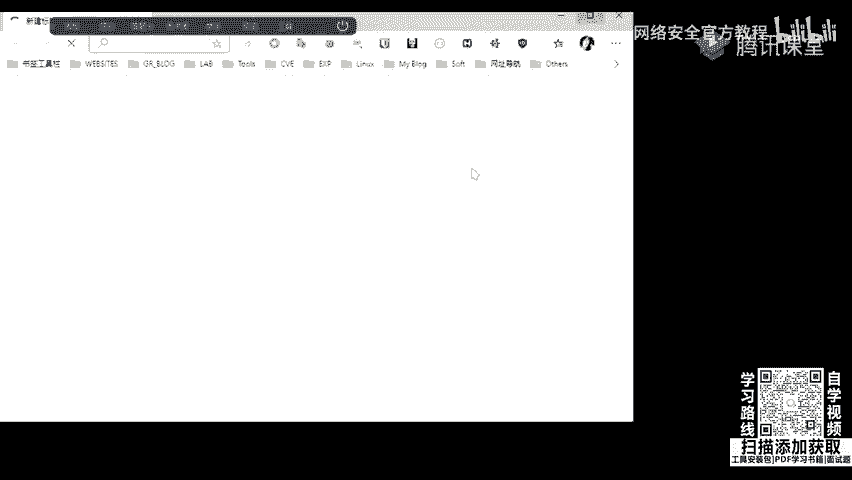 新建标
网络安全官方教程 bilibili
腾讯课堂
书签工具栏 WEBSITES GR_BLOG LAB Tools CVE EXP Linux My Blog Soft 网址导航 Others
学习路线
自学视频
扫描添加获取
工具安装包|PDF学习书籍|面试题